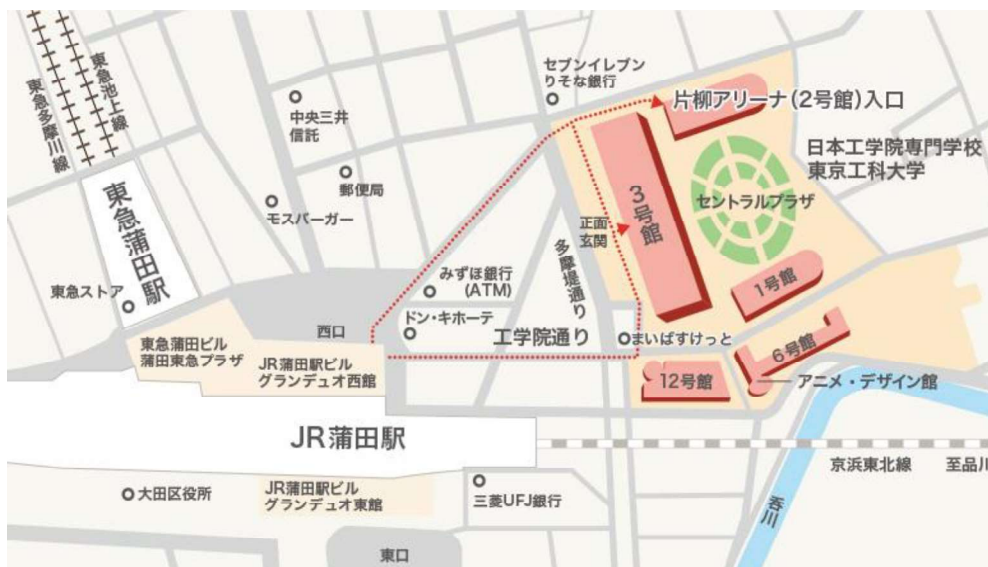 東急多摩川線
東急池上線
セブンイレブン
りそな銀行
片柳アリーナ(2号館)入口
中央三井
信託
日本工学院専門学校
東京工科大学
郵便局
3号館
セントラルプラザ
東急蒲田駅
モスバーガー
正面
玄関
多摩堤通り
みずほ銀行
(ATM)
1号館
東急ストア
ドン・キホーテ
西口
工学院通り
まいばすけっと
東急蒲田ビル
蒲田東急プラザ
JR蒲田駅ビル
グランデュオ西館
6号館
12号館
アニメ・デザイン館
JR蒲田駅
京浜東北線
至品川
大田区役所
JR蒲田駅ビル
グランデュオ東館
三菱UFJ銀行
呑川
東口